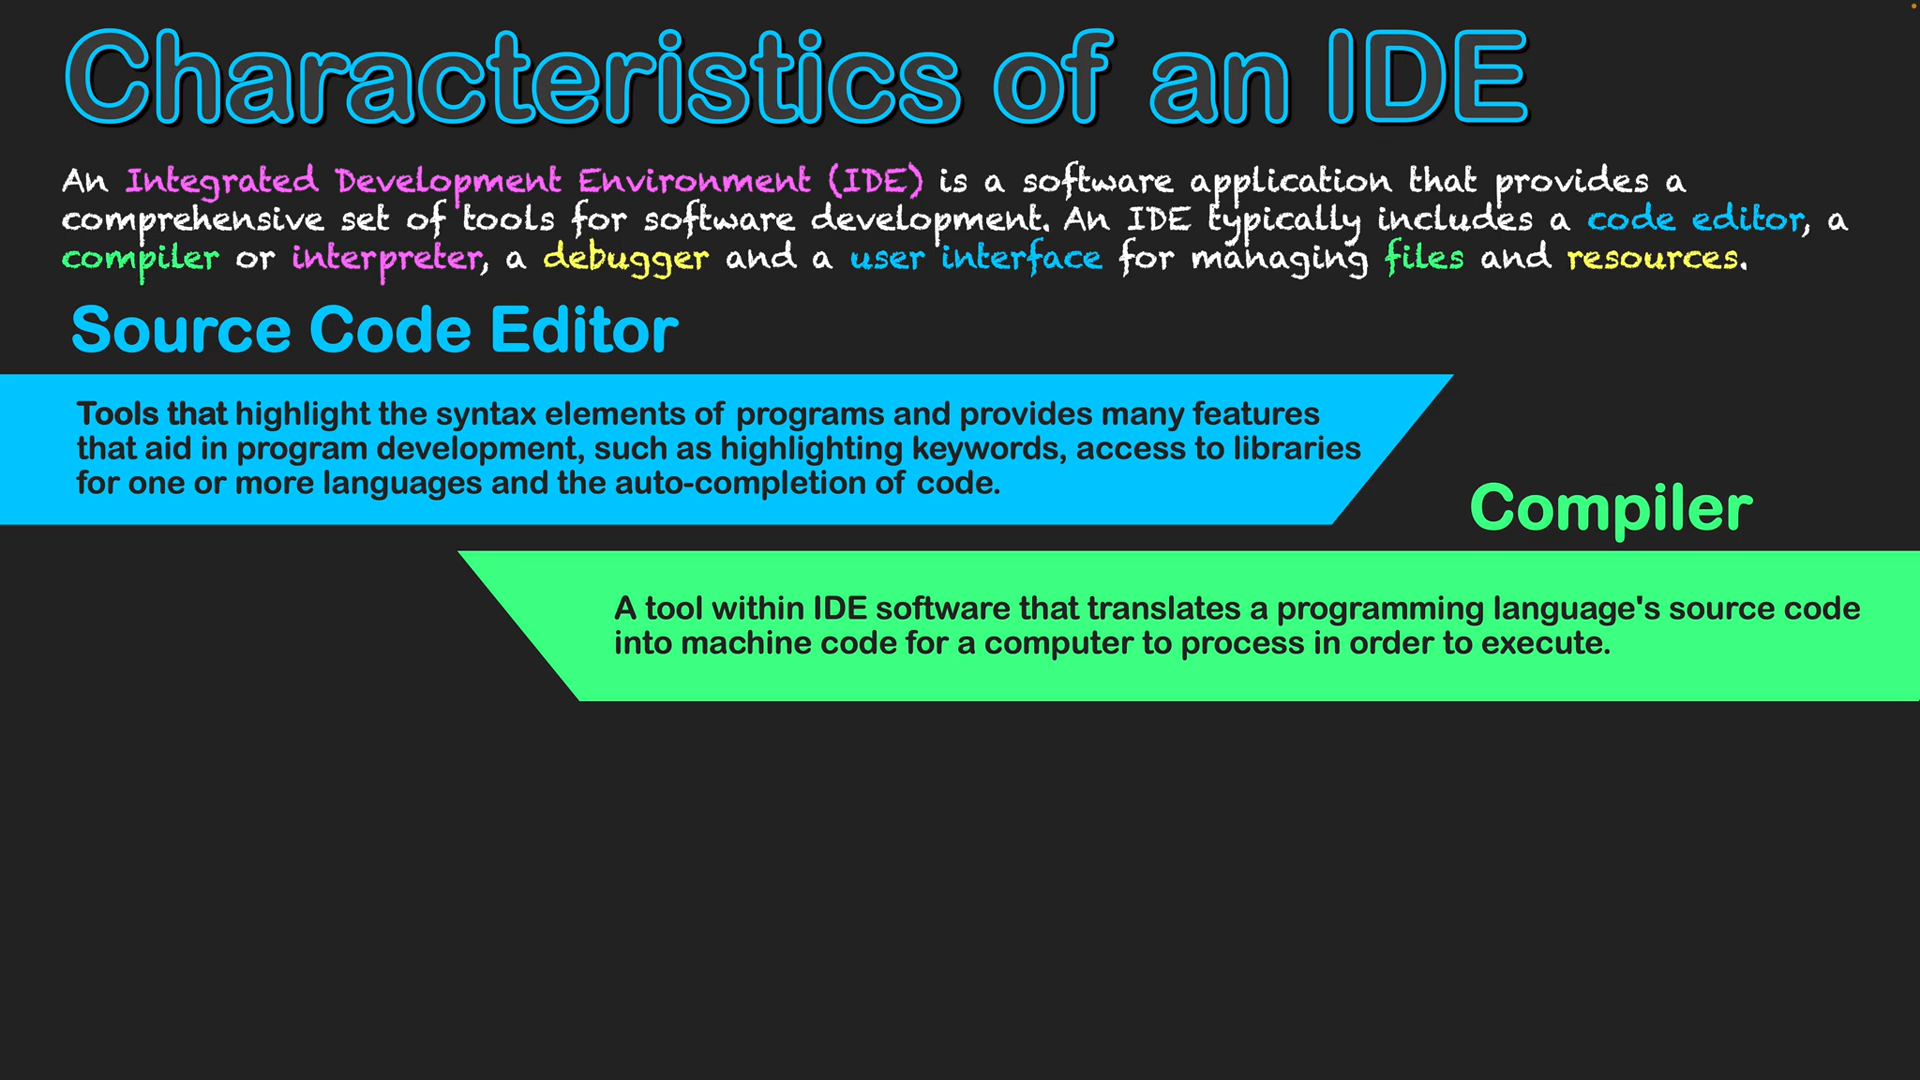 Characteristics of an IDE
An Integrated Development Environment (IDE) is a software application that provides a
comprehensive set of tools for software development. An IDE typically includes a code editor, a
compiler or interpreter, a debugger and a user interface for managing files and resources.
Source Code Editor
Tools that highlight the syntax elements of programs and provides many features
that aid in program development, such as highlighting keywords, access to libraries
for one or more languages and the auto-completion of code.
Compiler
A tool within IDE software that translates a programming language's source code
into machine code for a computer to process in order to execute.